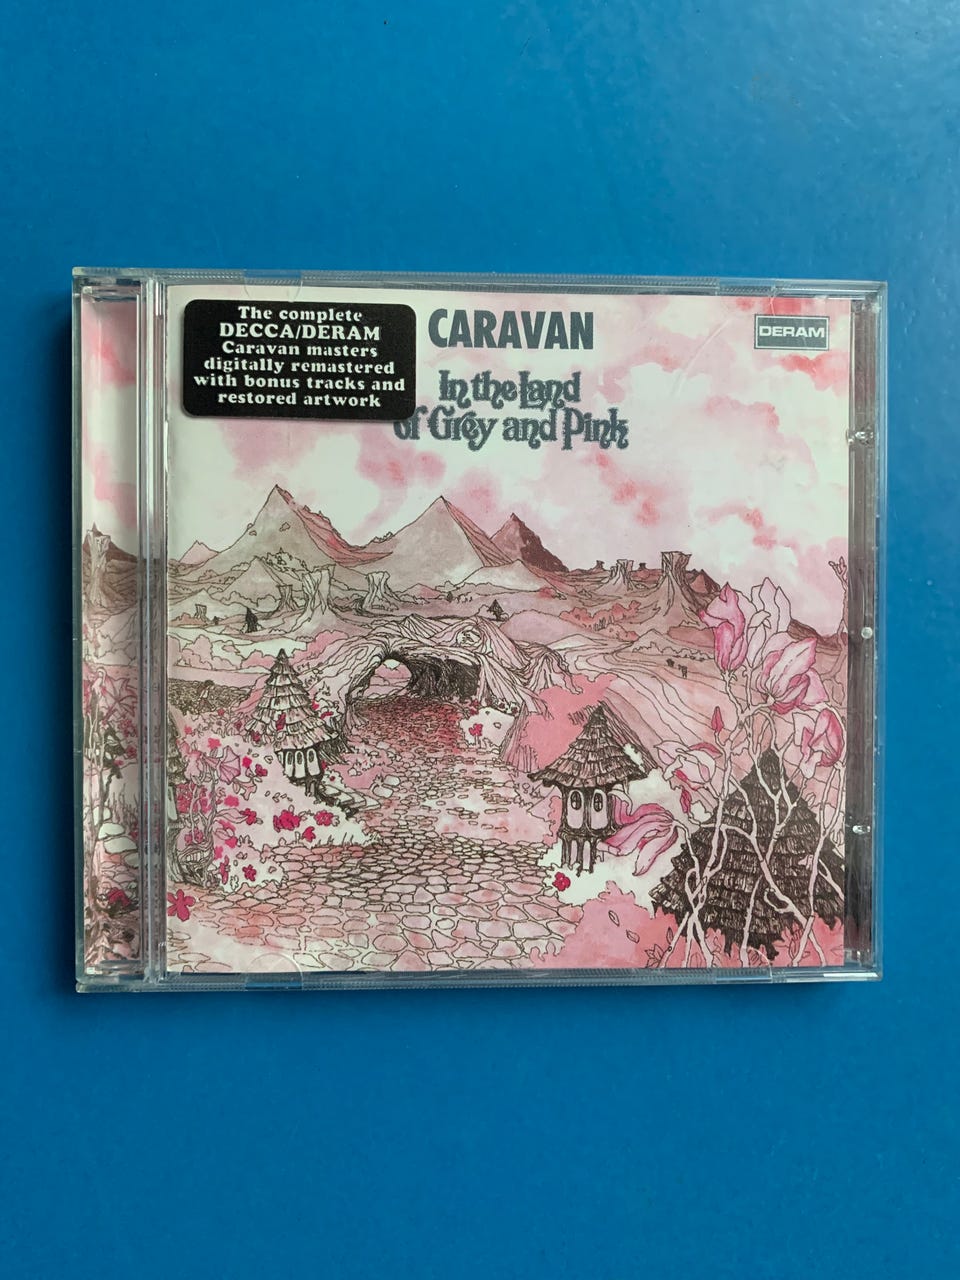 The complete
DECCA/DERAM
Caravan masters
digitally remastered
with bonus tracks and
restored artwork
CARAVAN
In the Land
of Grey and Pink
DERAM